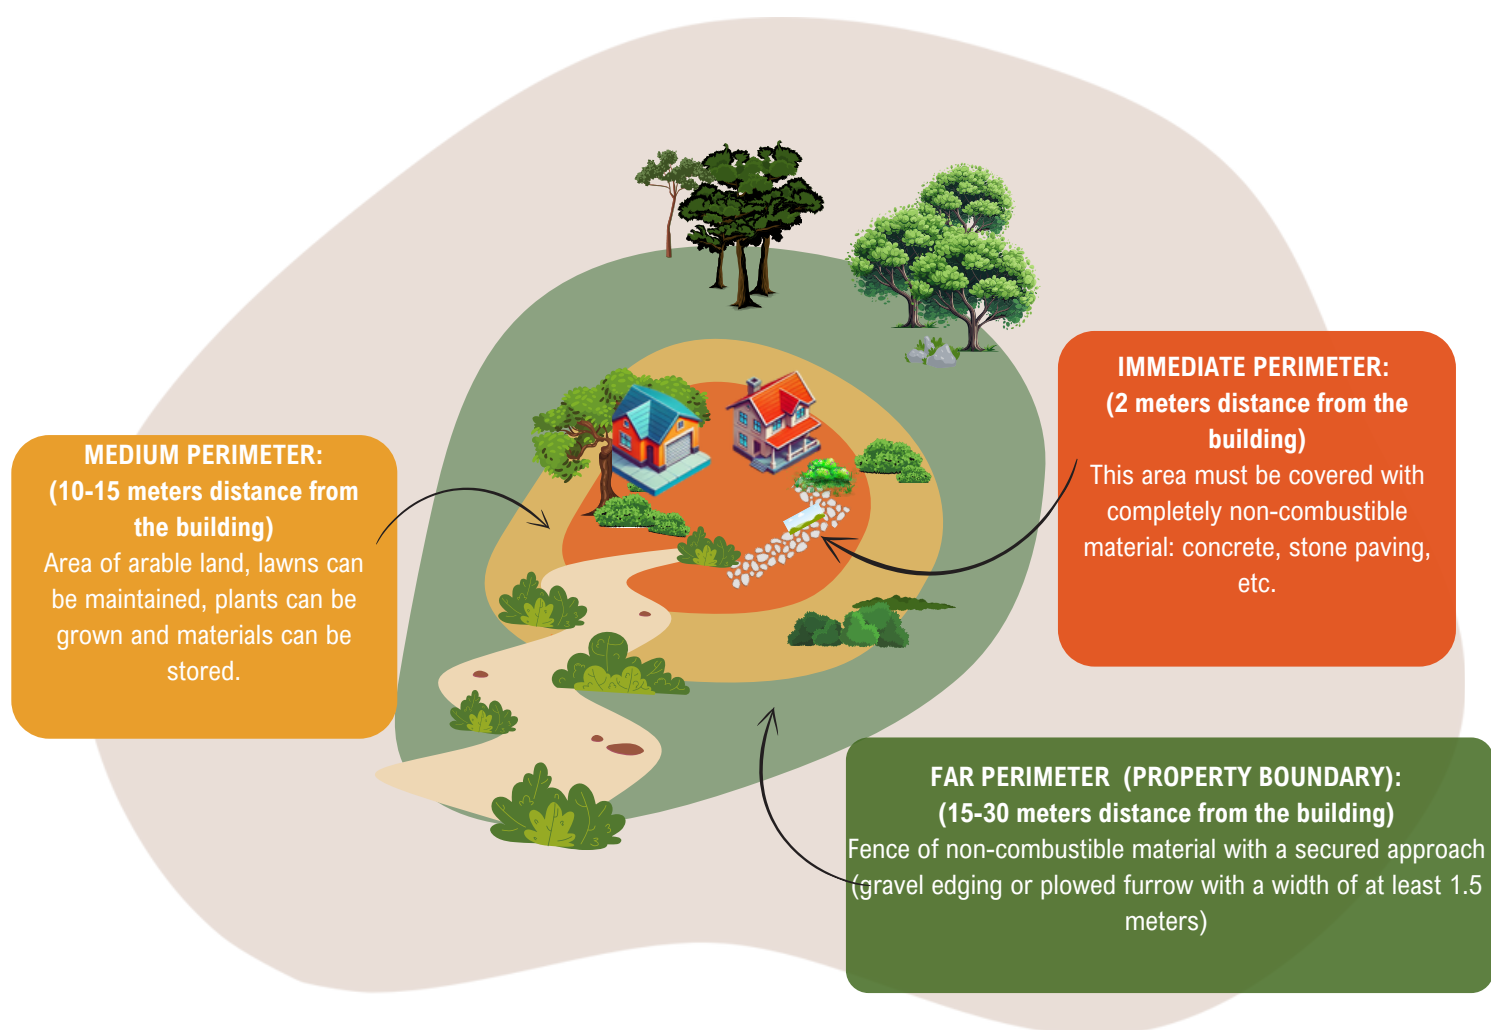 IMMEDIATE PERIMETER:
(2 meters distance from the
building)
This area must be covered with
completely non-combustible
material: concrete, stone paving,
etc.
MEDIUM PERIMETER:
(10-15 meters distance from
the building)
Area of arable land, lawns can
be maintained, plants can be
grown and materials can be
stored.
FAR PERIMETER (PROPERTY BOUNDARY):
(15-30 meters distance from the building)
Fence of non-combustible material with a secured approach
(gravel edging or plowed furrow with a width of at least 1.5
meters)